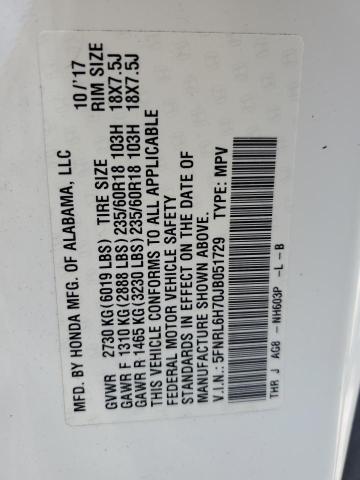 MFD. BY HONDA MFG. OF ALABAMA, LLC 10/'17
GVWR 2730 KG(6019 LBS) TIRE SIZE RIM SIZE
GAWR F 1310 KG(2888 LBS)235/60R18 103H 18X7.5J
GAWR R 1465 KG(3230 LBS)235/60R18 103H 18X7.5J
THIS VEHICLE CONFORMS TO ALL APPLICABLE
FEDERAL MOTOR VEHICLE SAFETY
STANDARDS IN EFFECT ON THE DATE OF
MANUFACTURE SHOWN ABOVE.
V.I.N.: 5FNRL6H70JB051729 TYPE: MPV
THR J AG8 - NH603P -L -B